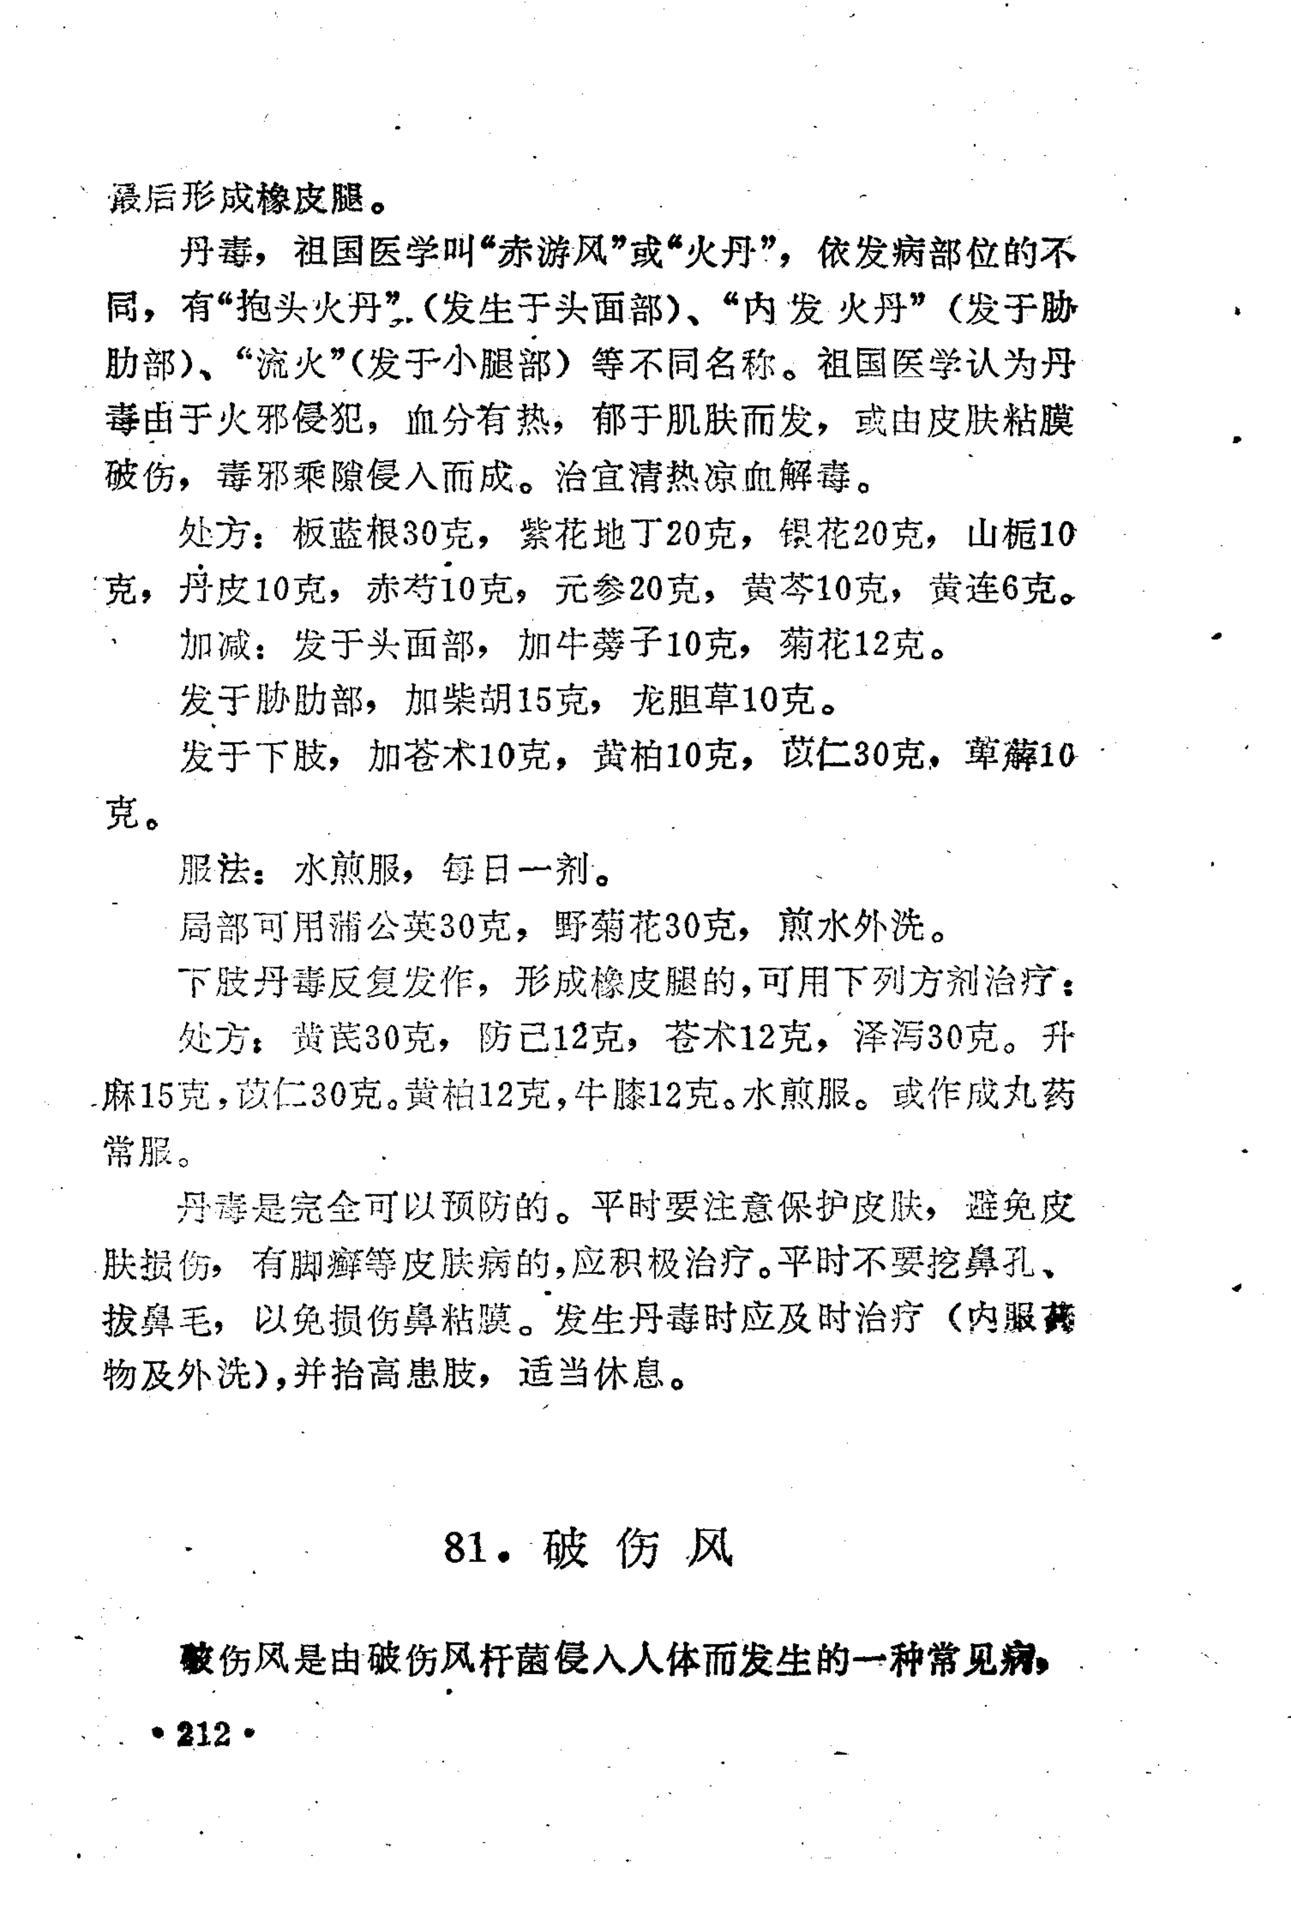 最后形成橡皮腿。
丹毒，祖国医学叫“赤游风”或“火丹”，依发病部位的不
同，有“抱头火丹”（发生于头面部）、“内发火丹”（发于胁
肋部）、“流火”（发于小腿部）等不同名称。祖国医学认为丹
毒由于火邪侵犯，血分有热，郁于肌肤而发，或由皮肤粘膜
破伤，毒邪乘隙侵入而成。治宜清热凉血解毒。
处方：板蓝根30克，紫花地丁20克，银花20克，山栀10
克，丹皮10克，赤芍10克，元参20克，黄芩10克，黄连6克。
加减：发于头面部，加牛蒡子10克，菊花12克。
发于胁肋部，加柴胡15克，龙胆草10克。
发于下肢，加苍术10克，黄柏10克，苡仁30克，萆薢10
克。
服法：水煎服，每日一剂。
局部可用蒲公英30克，野菊花30克，煎水外洗。
下肢丹毒反复发作，形成橡皮腿的，可用下列方剂治疗：
处方：黄芪30克，防己12克，苍术12克，泽泻30克。升
麻15克，苡仁30克。黄柏12克，牛膝12克。水煎服。或作成丸药
常服。
丹毒是完全可以预防的。平时要注意保护皮肤，避免皮
肤损伤，有脚癣等皮肤病的，应积极治疗。平时不要挖鼻孔、
拔鼻毛，以免损伤鼻粘膜。发生丹毒时应及时治疗（内服药
物及外洗），并抬高患肢，适当休息。
81．破伤风
破伤风是由破伤风杆菌侵入人体而发生的一种常见病，
•212•